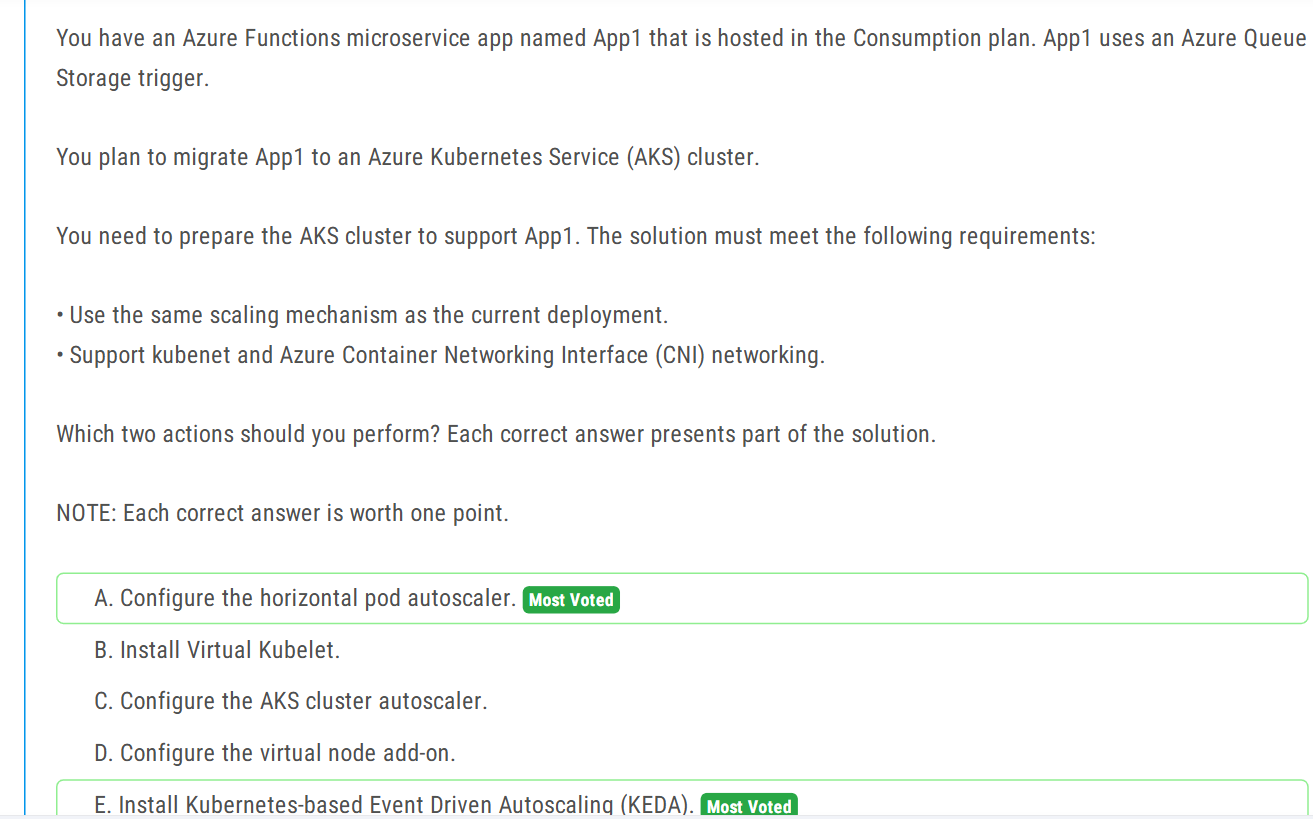 You have an Azure Functions microservice app named App1 that is hosted in the Consumption plan. App1 uses an Azure Queue
Storage trigger.
You plan to migrate App1 to an Azure Kubernetes Service (AKS) cluster.
You need to prepare the AKS cluster to support App1. The solution must meet the following requirements:
• Use the same scaling mechanism as the current deployment.
• Support kubenet and Azure Container Networking Interface (CNI) networking.
Which two actions should you perform? Each correct answer presents part of the solution.
NOTE: Each correct answer is worth one point.
A. Configure the horizontal pod autoscaler. Most Voted
B. Install Virtual Kubelet.
C. Configure the AKS cluster autoscaler.
D. Configure the virtual node add-on.
E. Install Kubernetes-based Event Driven Autoscaling (KEDA). Most Voted